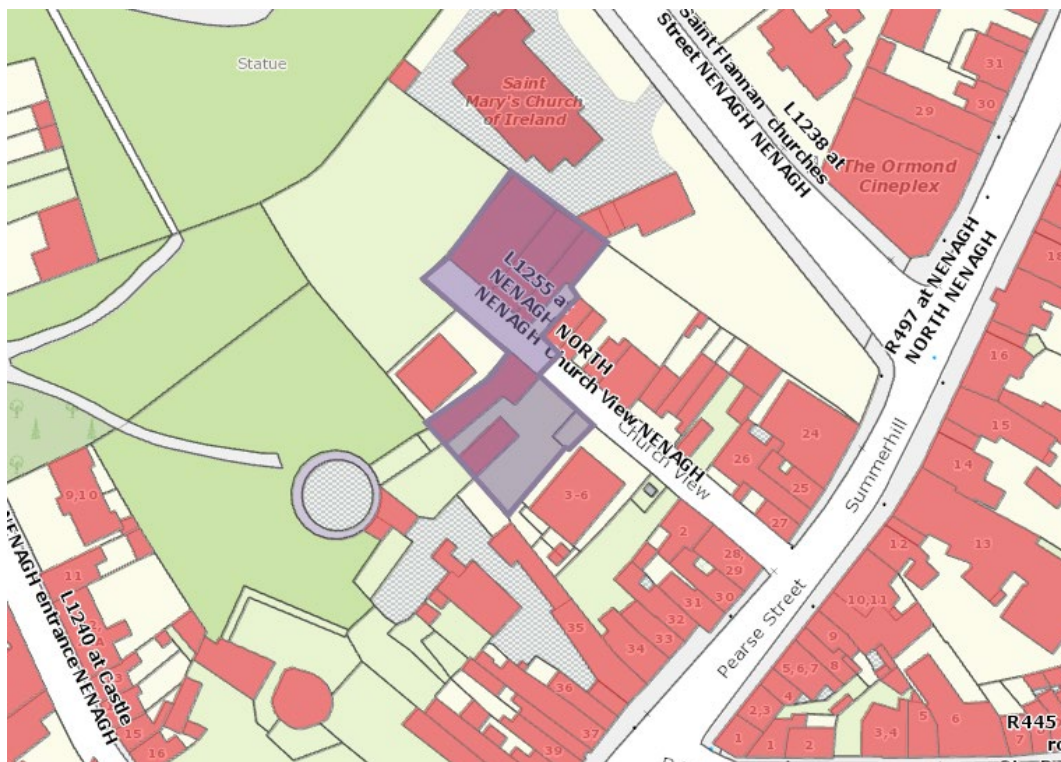 Statue
Saint
Mary's Church
of Ireland
Saint Flannan churches
Street NENAGH NENAGH
L1238 at
The Ormond
Cineplex
31
30
29
18
R497 at NENAGH
NORTH NENAGH
L1255 a
NENAGH
NENAGH
NORTH
Church View NENAGH
Church View
16
15
14
24
26
25
27
Summerhill
3-6
2
28,
29
30
31
32
33
34
35
36
37
39
Pearse Street
12
13
10,11
9
8
5,6,7
4
2,3
1
1
2
3,4
5
6
7
R445
ro
9,10
11
L1240 at Castle
NENAGH entrance NENAGH
13
15
16